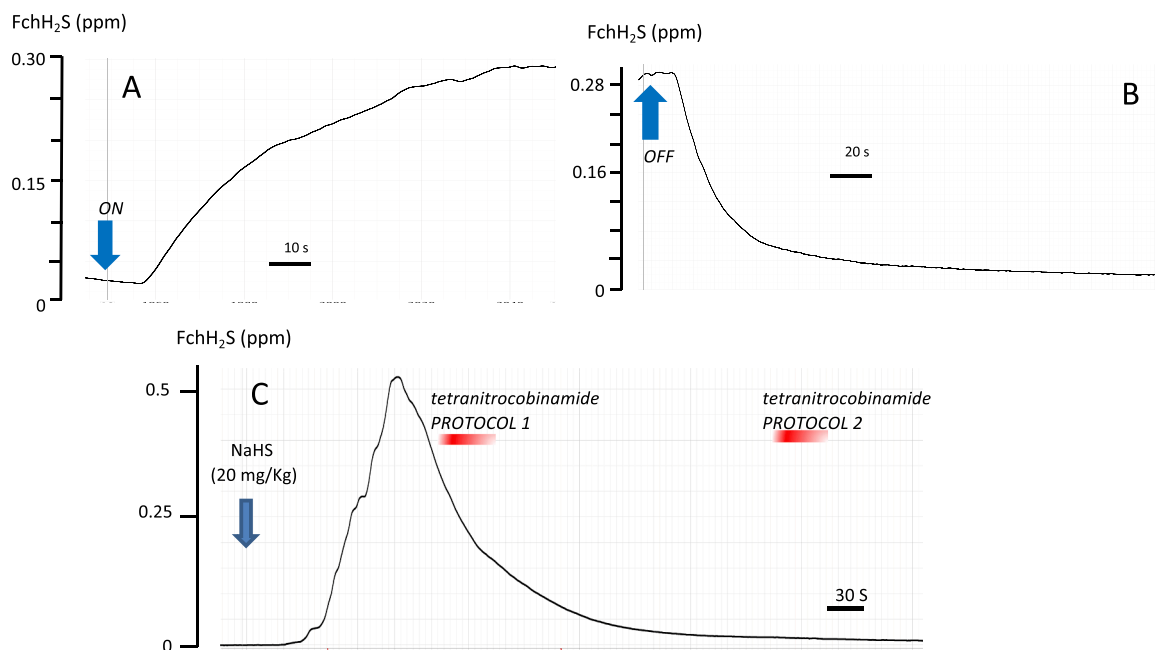 FchH₂S (ppm)
0.30
A
0.15
ON
10 s
0
FchH₂S (ppm)
0.28
B
OFF
20 s
0.16
0
FchH₂S (ppm)
0.5
C
tetranitrocobinamide
PROTOCOL 1
tetranitrocobinamide
PROTOCOL 2
NaHS
(20 mg/Kg)
0.25
30 S
0